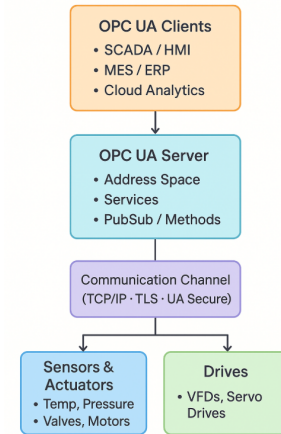 OPC UA Clients
• SCADA / HMI
• MES / ERP
• Cloud Analytics
OPC UA Server
• Address Space
• Services
• PubSub / Methods
Communication Channel
(TCP/IP · TLS · UA Secure)
Sensors &
Actuators
• Temp, Pressure
• Valves, Motors
Drives
• VFDs, Servo
Drives